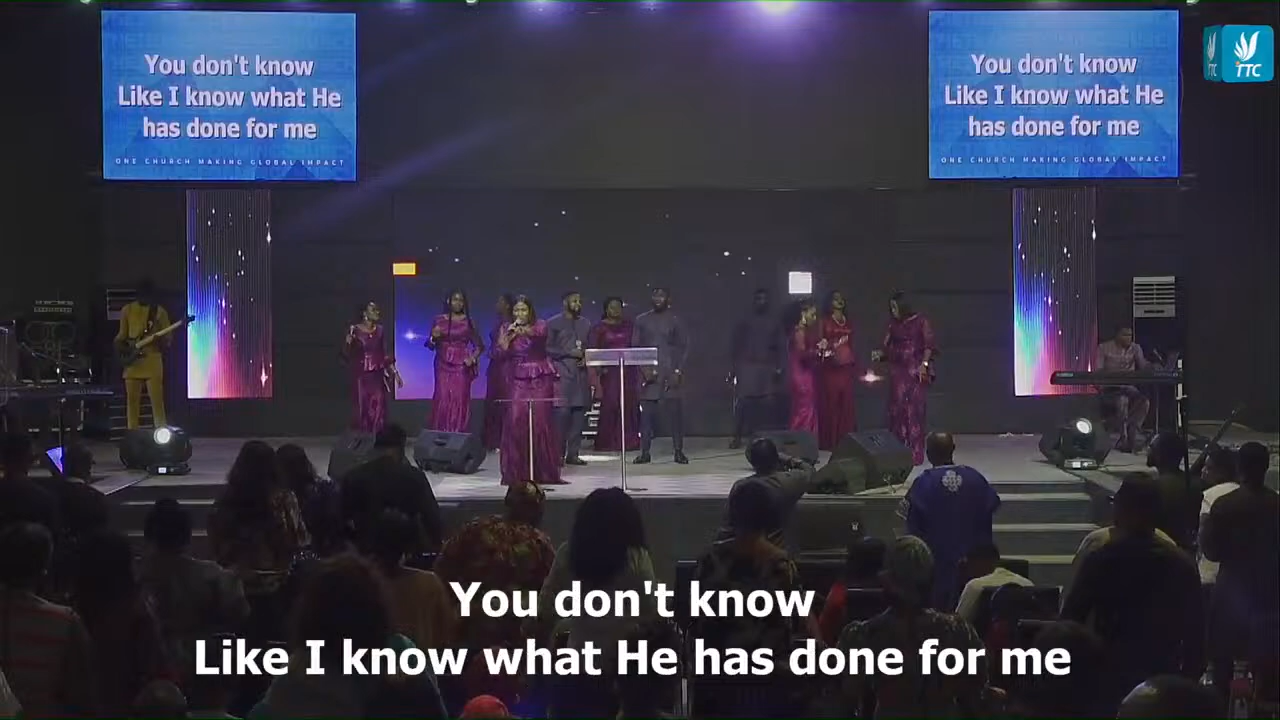 You don't know
Like I know what He
has done for me
ONE CHURCH MAKING GLOBAL IMPACT
You don't know
Like I know what He
has done for me
ONE CHURCH MAKING GLOBAL IMPACT
TTC
TTC
You don't know
Like I know what He has done for me